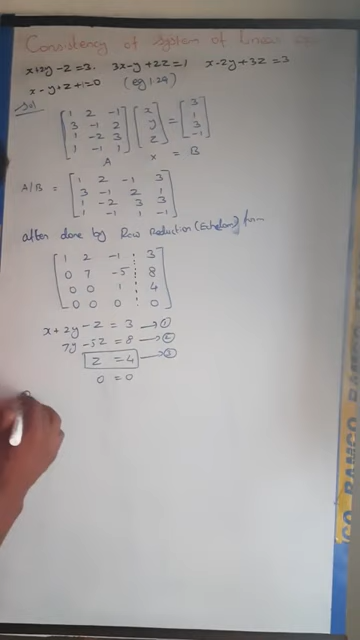 Consistency of System of Linear
x+2y-z=3. 3x-y+2z=1 x-2y+3z=3
x-y+z+1=0 (eg 1.29)
Sol
[1 2 -1] [x] = [3]
[3 -1 2] [y] [1]
[1 -2 3] [z] [3]
[1 -1 1] [-1]
A x = B
A/B = [1 2 -1 3]
[3 -1 2 1]
[1 -2 3 3]
[1 -1 1 -1]
after done by Row Reduction (Echelon) form
[1 2 -1 : 3]
[0 7 -5 : 8]
[0 0 1 : 4]
[0 0 0 : 0]
x+2y-z = 3 → ①
7y-5z = 8 → ②
z = 4 → ③
0 = 0